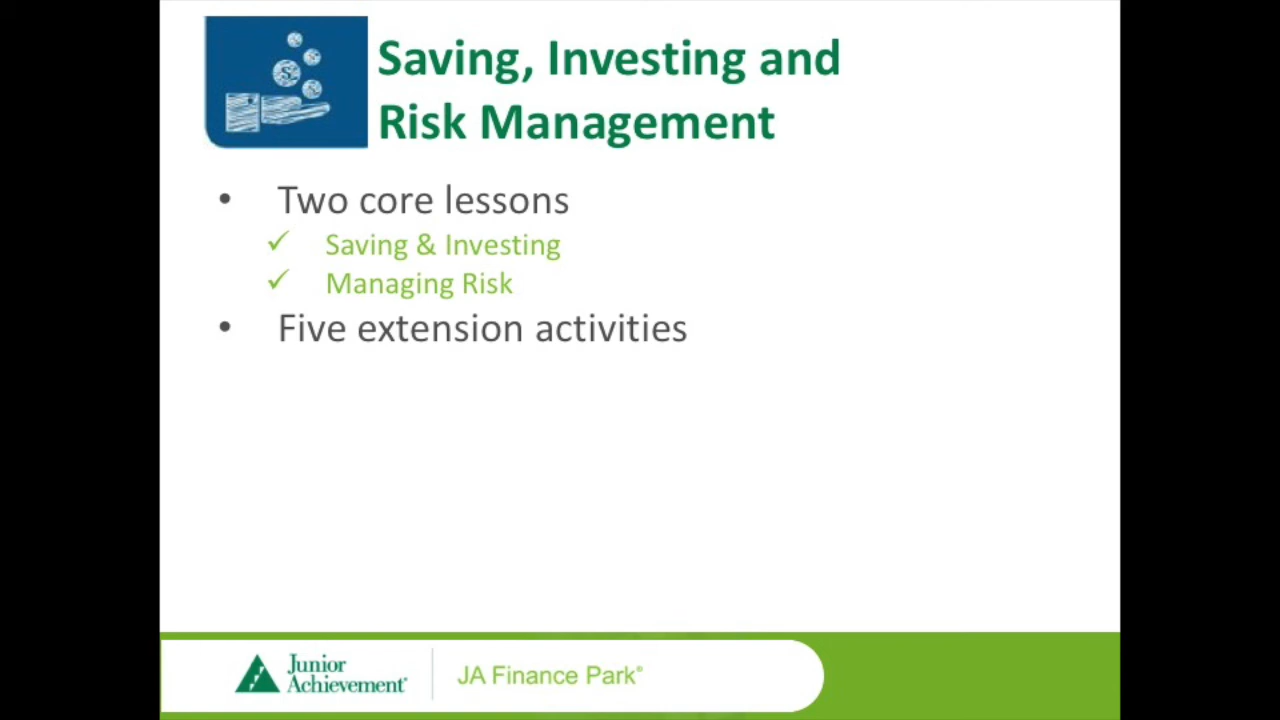 Saving, Investing and
Risk Management
• Two core lessons
✓ Saving & Investing
✓ Managing Risk
• Five extension activities
Junior
Achievement®
JA Finance Park®